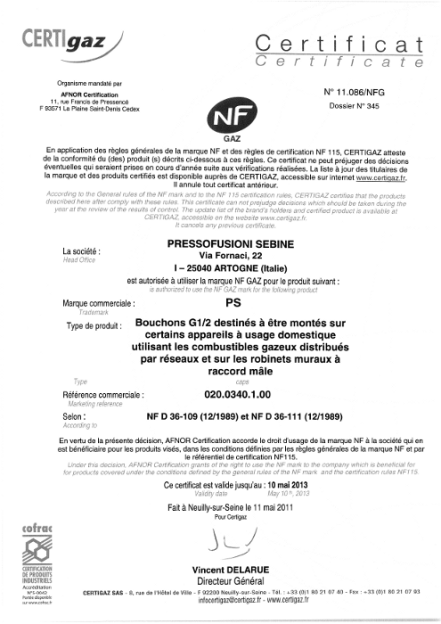 CERTIgaz
Certificat
Certificate
Organisme mandaté par
AFNOR Certification
11, rue Francis de Pressencé
F 93571 La Plaine Saint-Denis Cedex
N° 11.086/NFG
Dossier N° 345
NF
GAZ
En application des règles générales de la marque NF et des règles de certification NF 115, CERTIGAZ atteste
de la conformité du (des) produit (s) décrits ci-dessous à ces règles. Ce certificat ne peut préjuger des décisions
éventuelles qui seraient prises en cours d'année suite aux vérifications réalisées. La liste à jour des titulaires de
la marque et des produits certifiés est disponible auprès de CERTIGAZ, accessible sur internet www.certigaz.fr.
Il annule tout certificat antérieur.
According to the General rules of the NF mark and to the NF 115 certification rules, CERTIGAZ certifies that the products
described here after comply with these rules. This certificate can not prejudge decisions which should be taken during the
year at the review of the results of control. The update list of the brand's holders and certified product is available at
CERTIGAZ, accessible on the website www.certigaz.fr.
It cancels any previous certificate.
PRESSOFUSIONI SEBINE
La société :
Head Office
Via Fornaci, 22
I – 25040 ARTOGNE (Italie)
est autorisée à utiliser la marque NF GAZ pour le produit suivant :
is authorized to use the NF GAZ mark for the following product
Marque commerciale :
PS
Trademark
Type de produit :
Bouchons G1/2 destinés à être montés sur
certains appareils à usage domestique
utilisant les combustibles gazeux distribués
par réseaux et sur les robinets muraux à
raccord mâle
Type
caps
Référence commerciale :
020.0340.1.00
Marketing reference
Selon :
NF D 36-109 (12/1989) et NF D 36-111 (12/1989)
According to
En vertu de la présente décision, AFNOR Certification accorde le droit d'usage de la marque NF à la société qui en
est bénéficiaire pour les produits visés, dans les conditions définies par les règles générales de la marque NF et par
le référentiel de certification NF115.
Under this decision, AFNOR Certification grants of the right to use the NF mark to the company which is beneficial for
for products covered under the conditions defined by the general rules of the NF mark and the certification rules NF115.
Ce certificat est valide jusqu'au : 10 mai 2013
Validity date May 10th, 2013
Fait à Neuilly-sur-Seine le 11 mai 2011
Pour Certigaz
cofrac
CERTIFICATION
DE PRODUITS
INDUSTRIELS
Accréditation
Portée disponible
sur www.cofrac.fr
Vincent DELARUE
Directeur Général
CERTIGAZ SAS - 8, rue de l'Hôtel de Ville - F 92200 Neuilly-sur-Seine - Tél. : +33 (0)1 80 21 07 40 - Fax : +33 (0)1 80 21 07 93
infocertigaz@certigaz.fr - www.certigaz.fr